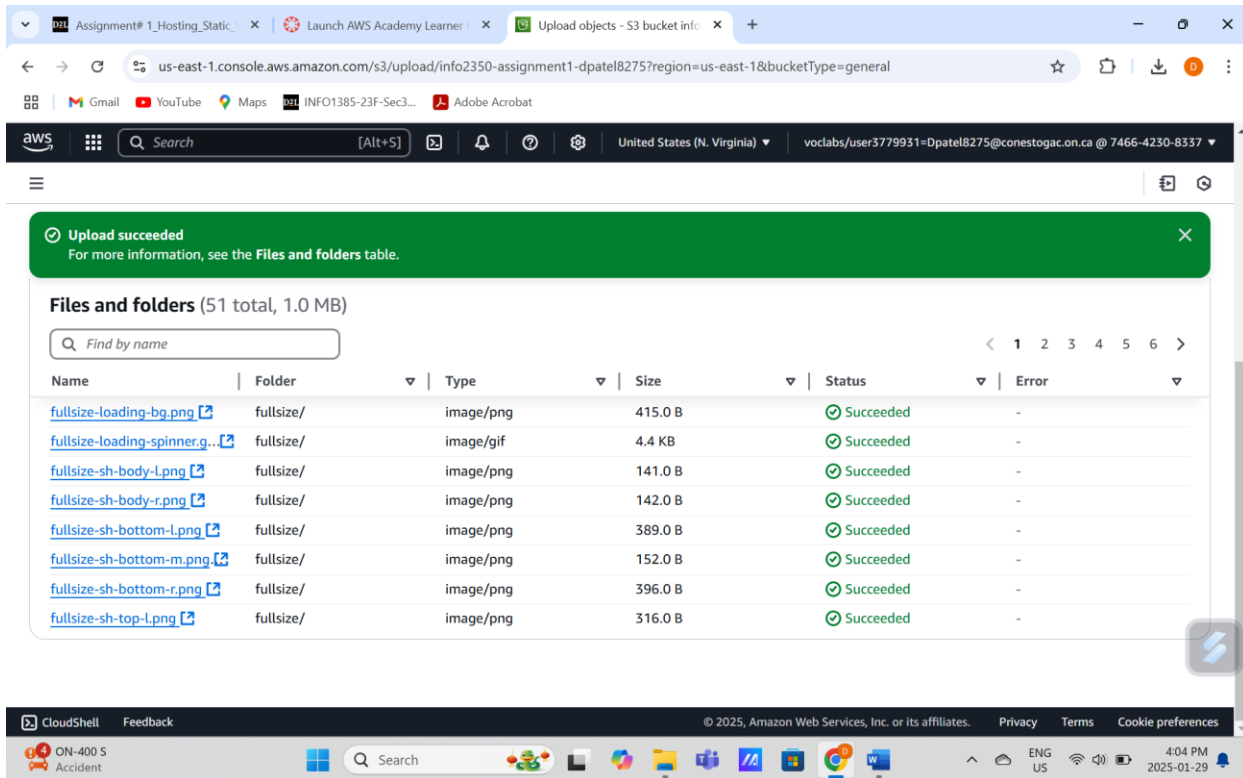 Assignment# 1_Hosting_Static_
Launch AWS Academy Learner
Upload objects - S3 bucket info
us-east-1.console.aws.amazon.com/s3/upload/info2350-assignment1-dpatel8275?region=us-east-1&bucketType=general
D
Gmail YouTube Maps D2L INFO1385-23F-Sec3... Adobe Acrobat
aws Search [Alt+S] United States (N. Virginia) ▼ voclabs/user3779931=Dpatel8275@conestogac.on.ca @ 7466-4230-8337 ▼
Upload succeeded
For more information, see the Files and folders table.
Files and folders (51 total, 1.0 MB)
Find by name
1 2 3 4 5 6
Name Folder Type Size Status Error
fullsize-loading-bg.png fullsize/ image/png 415.0 B Succeeded -
fullsize-loading-spinner.g... fullsize/ image/gif 4.4 KB Succeeded -
fullsize-sh-body-l.png fullsize/ image/png 141.0 B Succeeded -
fullsize-sh-body-r.png fullsize/ image/png 142.0 B Succeeded -
fullsize-sh-bottom-l.png fullsize/ image/png 389.0 B Succeeded -
fullsize-sh-bottom-m.png fullsize/ image/png 152.0 B Succeeded -
fullsize-sh-bottom-r.png fullsize/ image/png 396.0 B Succeeded -
fullsize-sh-top-l.png fullsize/ image/png 316.0 B Succeeded -
CloudShell Feedback © 2025, Amazon Web Services, Inc. or its affiliates. Privacy Terms Cookie preferences
4 ON-400 S
Accident
Search
ENG
US
4:04 PM
2025-01-29